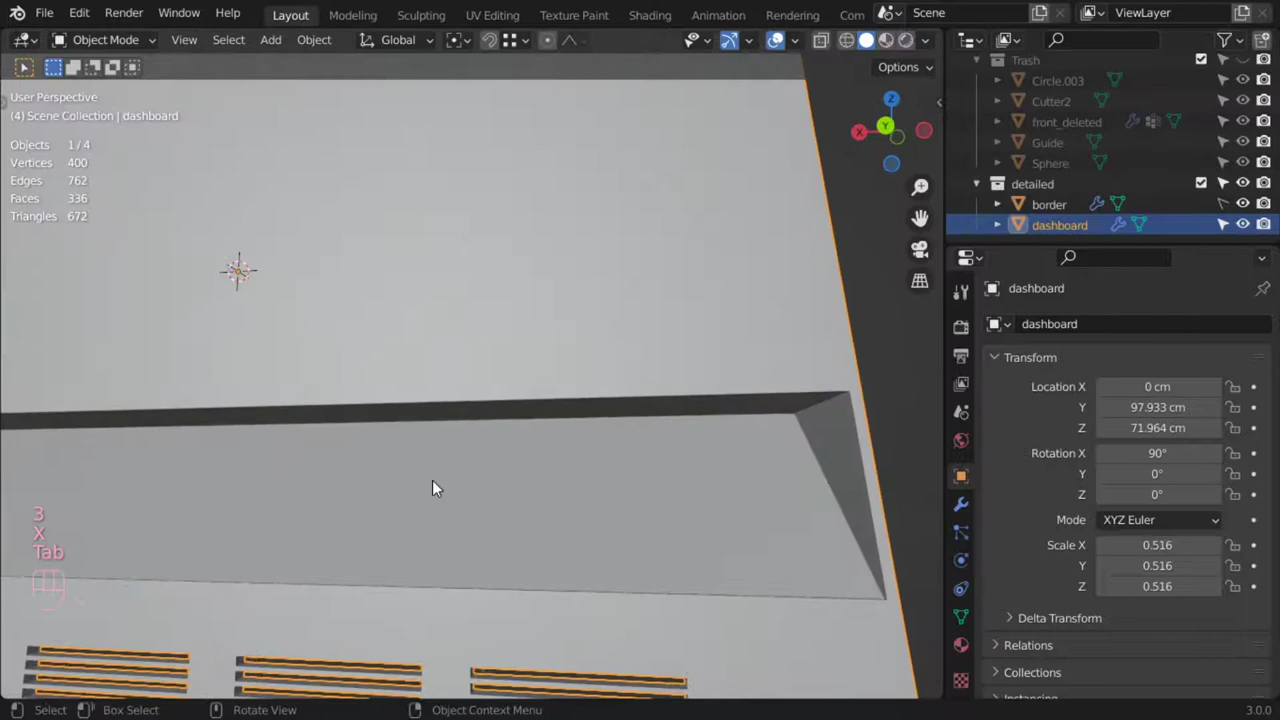 File Edit Render Window Help Layout Modeling Sculpting UV Editing Texture Paint Shading Animation Rendering Com Scene ViewLayer
Object Mode View Select Add Object Global
Options
User Perspective
(4) Scene Collection | dashboard
Objects 1 / 4
Vertices 400
Edges 762
Faces 336
Triangles 672
Z
Y
X
3
X
Tab
Trash
Circle.003
Cutter2
front_deleted
Guide
Sphere
detailed
border
dashboard
dashboard
dashboard
Transform
Location X 0 cm
Y 97.933 cm
Z 71.964 cm
Rotation X 90°
Y 0°
Z 0°
Mode XYZ Euler
Scale X 0.516
Y 0.516
Z 0.516
Delta Transform
Relations
Collections
Select Box Select Rotate View Object Context Menu 3.0.0